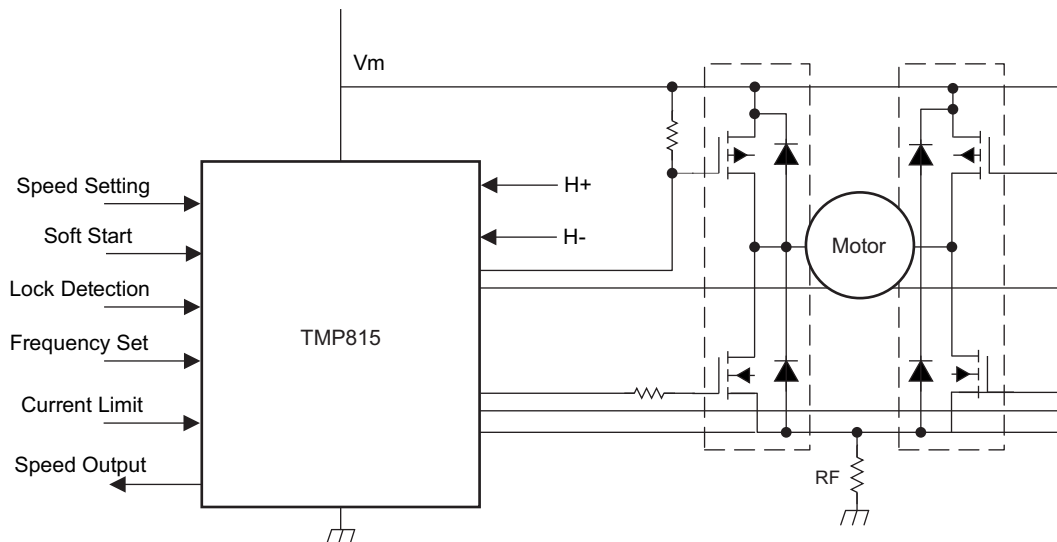 Vm
Speed Setting
Soft Start
Lock Detection
Frequency Set
Current Limit
Speed Output
TMP815
H+
H-
Motor
RF